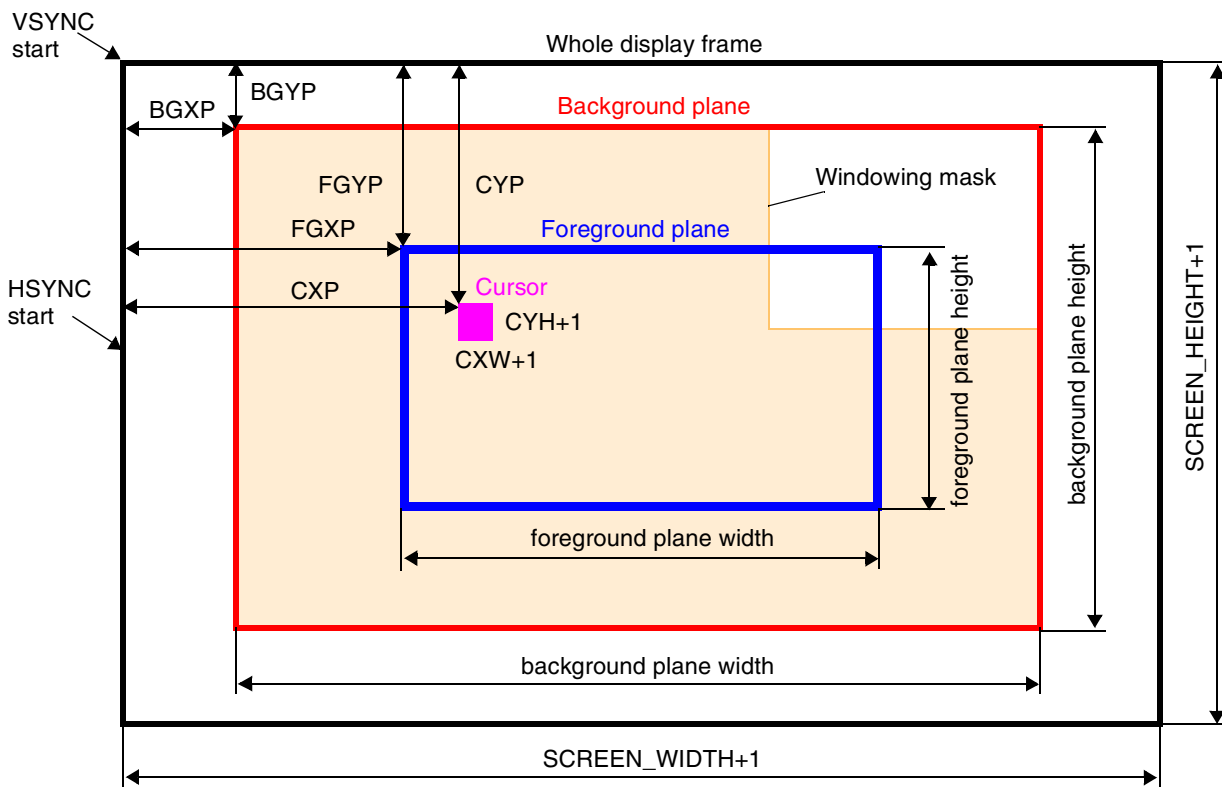 VSYNC
start
Whole display frame
BGYP
BGXP
Background plane
FGYP
CYP
Windowing mask
FGXP
Foreground plane
HSYNC
start
CXP
Cursor
CYH+1
CXW+1
foreground plane height
background plane height
SCREEN_HEIGHT+1
foreground plane width
background plane width
SCREEN_WIDTH+1